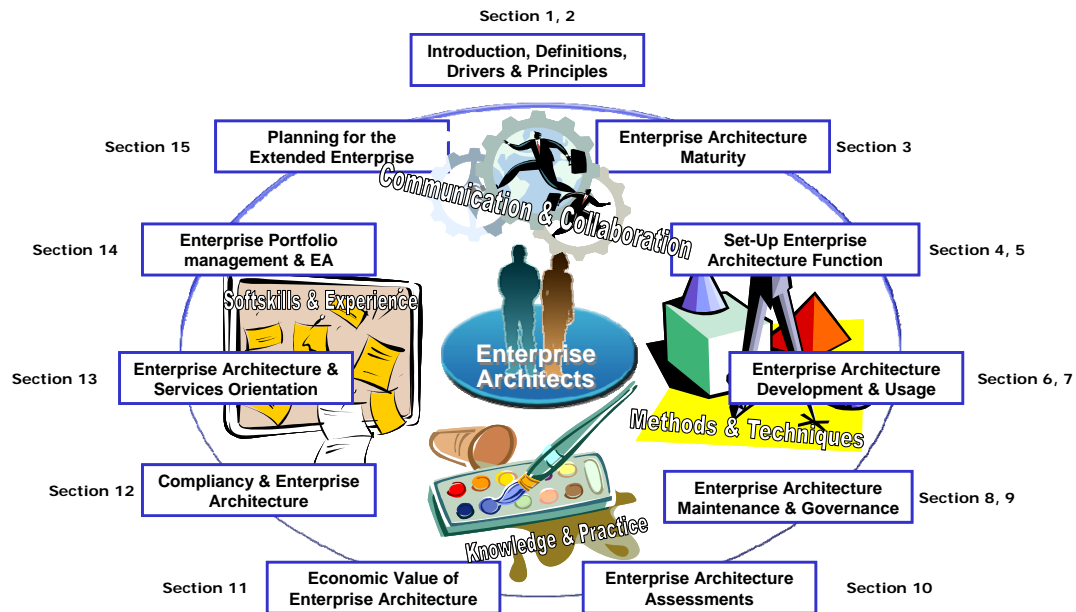 Section 1, 2
Introduction, Definitions,
Drivers & Principles
Section 15
Planning for the
Extended Enterprise
Enterprise Architecture
Maturity
Section 3
Communication & Collaboration
Section 14
Enterprise Portfolio
management & EA
Set-Up Enterprise
Architecture Function
Section 4, 5
Softskills & Experience
Section 13
Enterprise Architecture &
Services Orientation
Enterprise
Architects
Enterprise Architecture
Development & Usage
Section 6, 7
Methods & Techniques
Section 12
Compliancy & Enterprise
Architecture
Enterprise Architecture
Maintenance & Governance
Section 8, 9
Knowledge & Practice
Section 11
Economic Value of
Enterprise Architecture
Enterprise Architecture
Assessments
Section 10